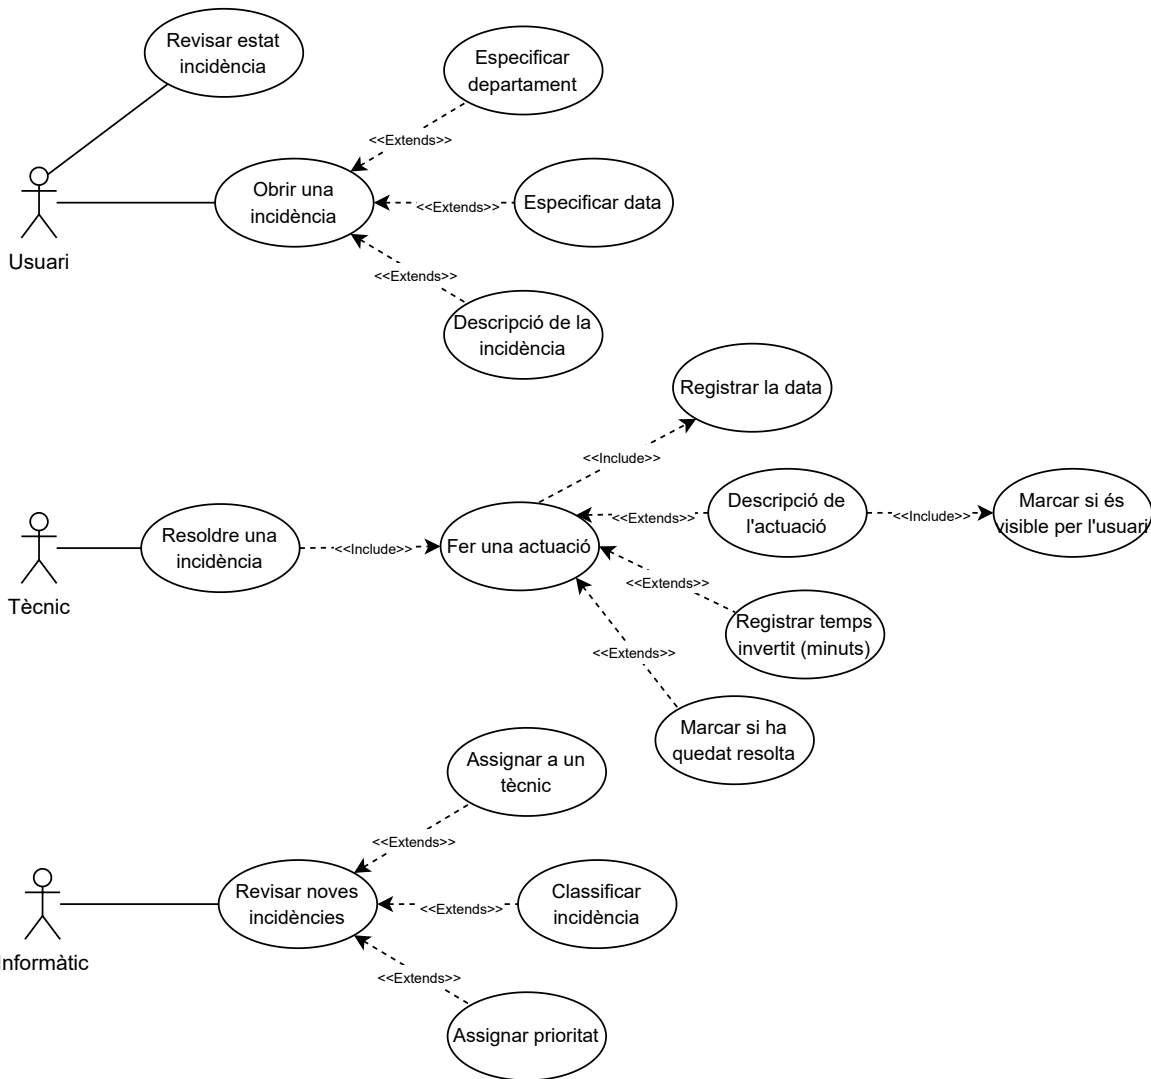 Revisar estat
incidència
Especificar
departament
<<Extends>>
Obrir una
incidència
<<Extends>>
Especificar data
Usuari
<<Extends>>
Descripció de la
incidència
Registrar la data
<<Include>>
Descripció de
l'actuació
Marcar si és
visible per l'usuari
<<Extends>>
<<Include>>
Resoldre una
incidència
<<Include>>
Fer una actuació
Tècnic
<<Extends>>
Registrar temps
invertit (minuts)
<<Extends>>
Marcar si ha
quedat resolta
Assignar a un
tècnic
<<Extends>>
Revisar noves
incidències
<<Extends>>
Classificar
incidència
Informàtic
<<Extends>>
Assignar prioritat